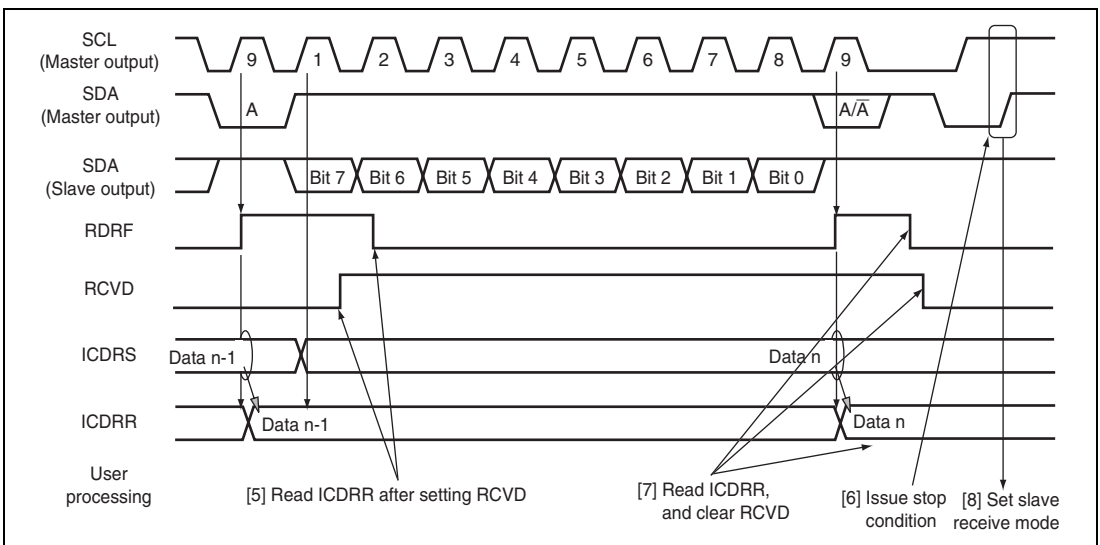 SCL
(Master output)
9 1 2 3 4 5 6 7 8 9
SDA
(Master output)
A A/A̅
SDA
(Slave output)
Bit 7 Bit 6 Bit 5 Bit 4 Bit 3 Bit 2 Bit 1 Bit 0
RDRF
RCVD
ICDRS
Data n-1 Data n
ICDRR
Data n-1 Data n
User
processing
[5] Read ICDRR after setting RCVD
[7] Read ICDRR,
and clear RCVD
[6] Issue stop
condition
[8] Set slave
receive mode